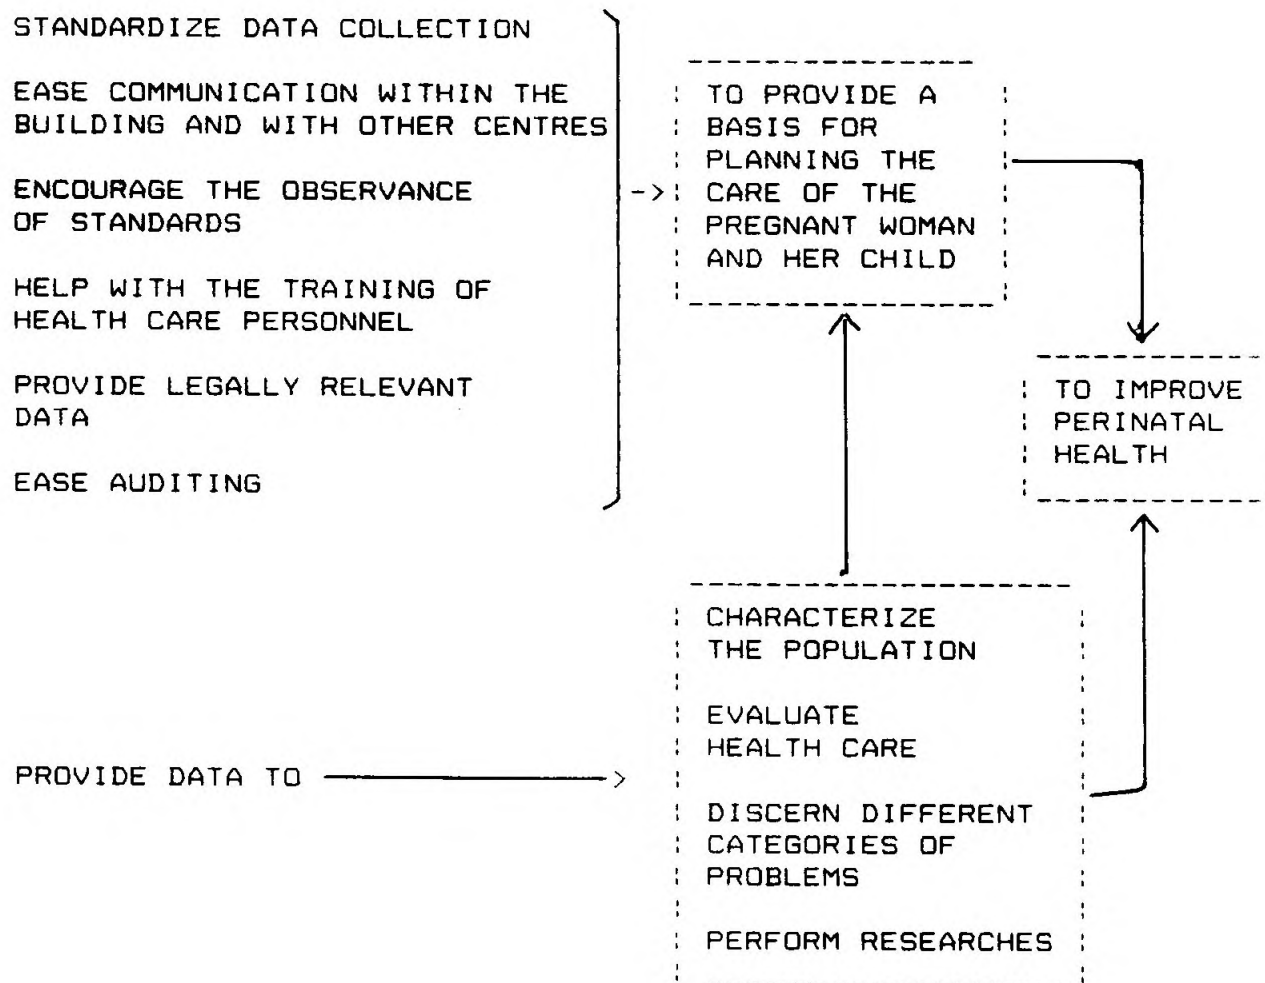 STANDARDIZE DATA COLLECTION
EASE COMMUNICATION WITHIN THE
BUILDING AND WITH OTHER CENTRES
ENCOURAGE THE OBSERVANCE
OF STANDARDS
HELP WITH THE TRAINING OF
HEALTH CARE PERSONNEL
PROVIDE LEGALLY RELEVANT
DATA
EASE AUDITING
TO PROVIDE A
BASIS FOR
PLANNING THE
CARE OF THE
PREGNANT WOMAN
AND HER CHILD
TO IMPROVE
PERINATAL
HEALTH
PROVIDE DATA TO
CHARACTERIZE
THE POPULATION
EVALUATE
HEALTH CARE
DISCERN DIFFERENT
CATEGORIES OF
PROBLEMS
PERFORM RESEARCHES